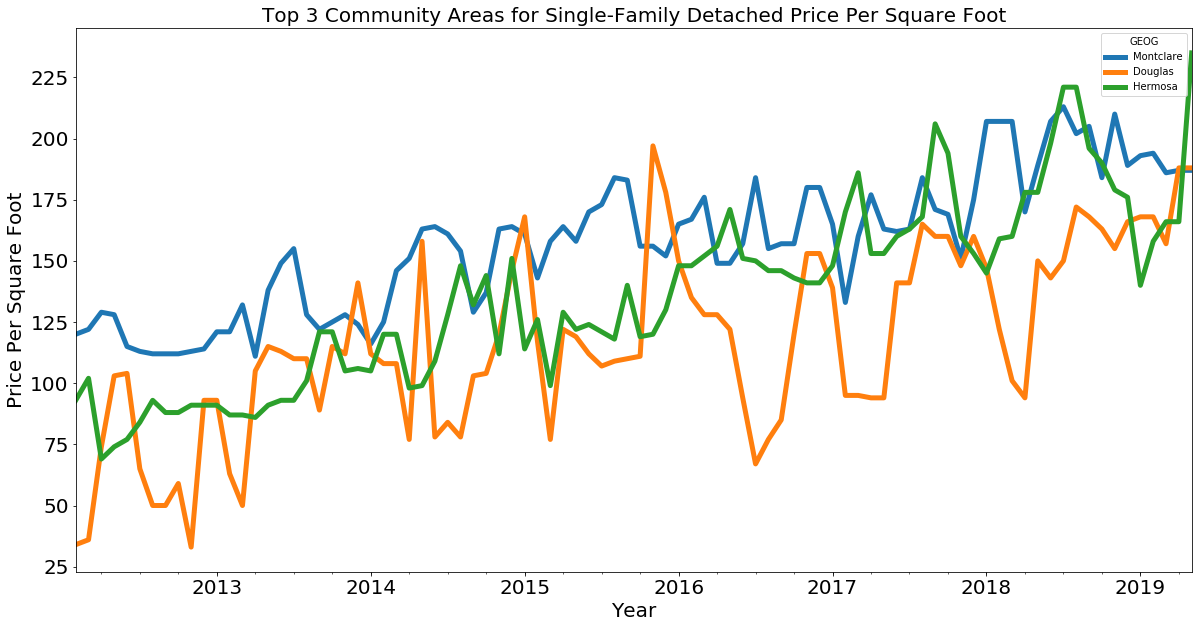 Top 3 Community Areas for Single-Family Detached Price Per Square Foot
GEOG
Montclare
Douglas
Hermosa
Price Per Square Foot
225
200
175
150
125
100
75
50
25
2013 2014 2015 2016 2017 2018 2019
Year